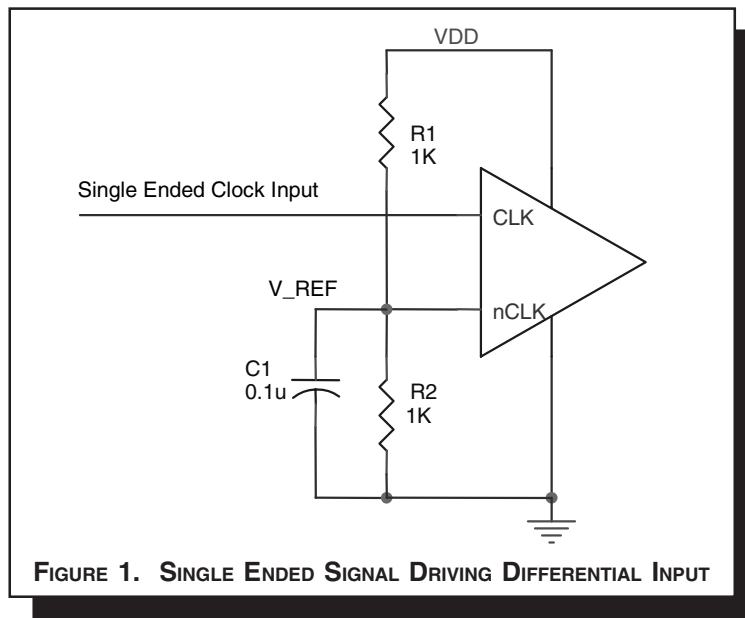 VDD
R1
1K
Single Ended Clock Input
CLK
V_REF
nCLK
C1
0.1u
R2
1K
FIGURE 1. SINGLE ENDED SIGNAL DRIVING DIFFERENTIAL INPUT